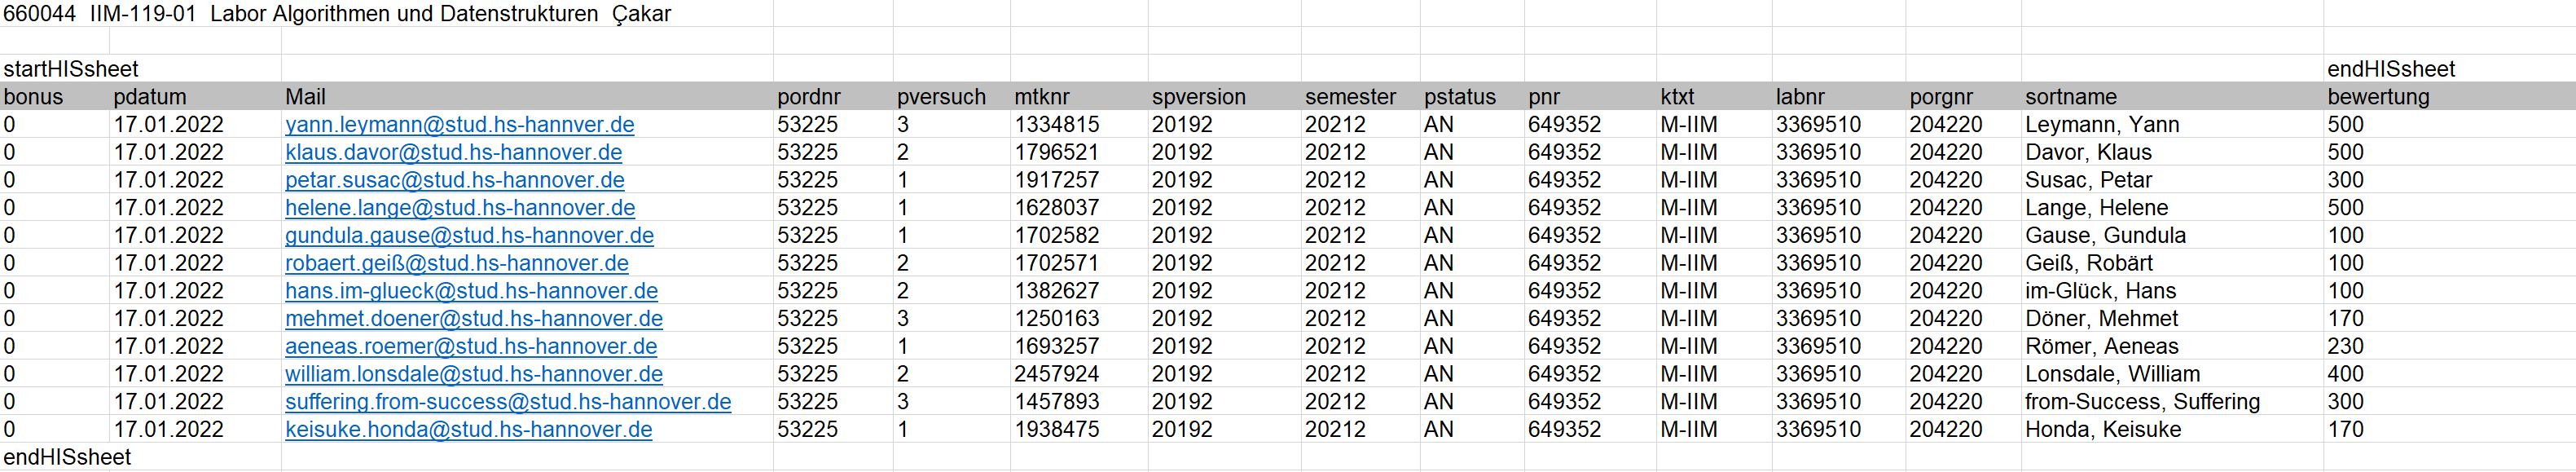 660044 IIM-119-01 Labor Algorithmen und Datenstrukturen Çakar
startHISsheet endHISsheet
bonus pdatum Mail pordnr pversuch mtknr spversion semester pstatus pnr ktxt labnr porgnr sortname bewertung
0 17.01.2022 yann.leymann@stud.hs-hannver.de 53225 3 1334815 20192 20212 AN 649352 M-IIM 3369510 204220 Leymann, Yann 500
0 17.01.2022 klaus.davor@stud.hs-hannover.de 53225 2 1796521 20192 20212 AN 649352 M-IIM 3369510 204220 Davor, Klaus 500
0 17.01.2022 petar.susac@stud.hs-hannover.de 53225 1 1917257 20192 20212 AN 649352 M-IIM 3369510 204220 Susac, Petar 300
0 17.01.2022 helene.lange@stud.hs-hannover.de 53225 1 1628037 20192 20212 AN 649352 M-IIM 3369510 204220 Lange, Helene 500
0 17.01.2022 gundula.gause@stud.hs-hannover.de 53225 1 1702582 20192 20212 AN 649352 M-IIM 3369510 204220 Gause, Gundula 100
0 17.01.2022 robaert.geiß@stud.hs-hannover.de 53225 2 1702571 20192 20212 AN 649352 M-IIM 3369510 204220 Geiß, Robärt 100
0 17.01.2022 hans.im-glueck@stud.hs-hannover.de 53225 2 1382627 20192 20212 AN 649352 M-IIM 3369510 204220 im-Glück, Hans 100
0 17.01.2022 mehmet.doener@stud.hs-hannover.de 53225 3 1250163 20192 20212 AN 649352 M-IIM 3369510 204220 Döner, Mehmet 170
0 17.01.2022 aeneas.roemer@stud.hs-hannover.de 53225 1 1693257 20192 20212 AN 649352 M-IIM 3369510 204220 Römer, Aeneas 230
0 17.01.2022 william.lonsdale@stud.hs-hannover.de 53225 2 2457924 20192 20212 AN 649352 M-IIM 3369510 204220 Lonsdale, William 400
0 17.01.2022 suffering.from-success@stud.hs-hannover.de 53225 3 1457893 20192 20212 AN 649352 M-IIM 3369510 204220 from-Success, Suffering 300
0 17.01.2022 keisuke.honda@stud.hs-hannover.de 53225 1 1938475 20192 20212 AN 649352 M-IIM 3369510 204220 Honda, Keisuke 170
endHISsheet